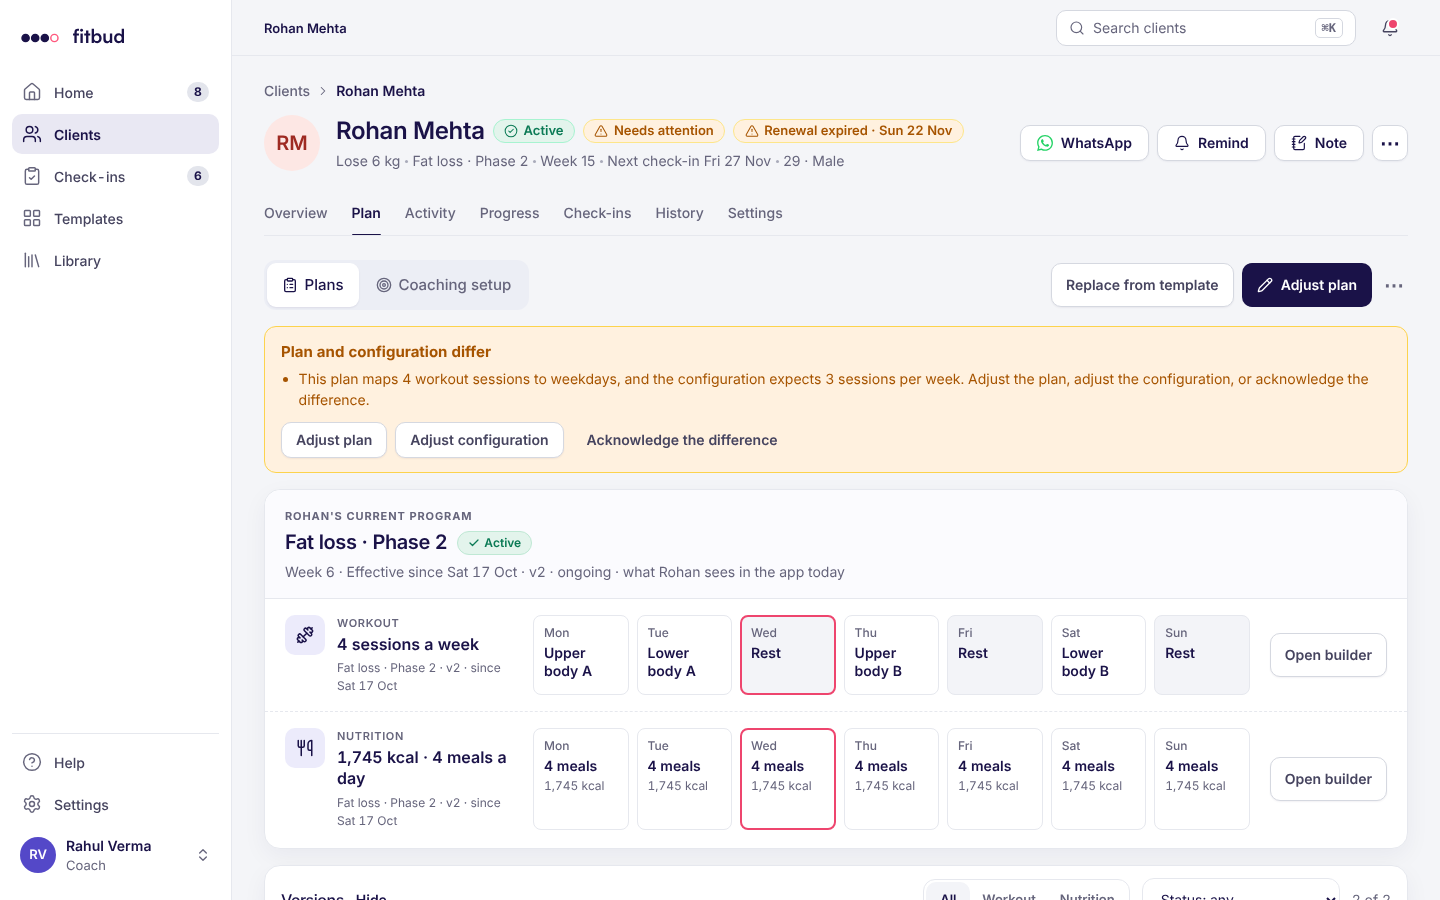 fitbud
Rohan Mehta
Search clients
⌘K
Home
8
Clients
Check-ins
6
Templates
Library
Help
Settings
RV
Rahul Verma
Coach
Clients > Rohan Mehta
RM
Rohan Mehta
Active
Needs attention
Renewal expired · Sun 22 Nov
Lose 6 kg · Fat loss · Phase 2 · Week 15 · Next check-in Fri 27 Nov · 29 · Male
WhatsApp
Remind
Note
Overview
Plan
Activity
Progress
Check-ins
History
Settings
Plans
Coaching setup
Replace from template
Adjust plan
Plan and configuration differ
• This plan maps 4 workout sessions to weekdays, and the configuration expects 3 sessions per week. Adjust the plan, adjust the configuration, or acknowledge the
difference.
Adjust plan
Adjust configuration
Acknowledge the difference
ROHAN'S CURRENT PROGRAM
Fat loss · Phase 2
Active
Week 6 · Effective since Sat 17 Oct · v2 · ongoing · what Rohan sees in the app today
WORKOUT
4 sessions a week
Fat loss · Phase 2 · v2 · since
Sat 17 Oct
Mon
Upper
body A
Tue
Lower
body A
Wed
Rest
Thu
Upper
body B
Fri
Rest
Sat
Lower
body B
Sun
Rest
Open builder
NUTRITION
1,745 kcal · 4 meals a
day
Fat loss · Phase 2 · v2 · since
Sat 17 Oct
Mon
4 meals
1,745 kcal
Tue
4 meals
1,745 kcal
Wed
4 meals
1,745 kcal
Thu
4 meals
1,745 kcal
Fri
4 meals
1,745 kcal
Sat
4 meals
1,745 kcal
Sun
4 meals
1,745 kcal
Open builder
Versions · Hide
All
Workout
Nutrition
Status: any
2 of 2